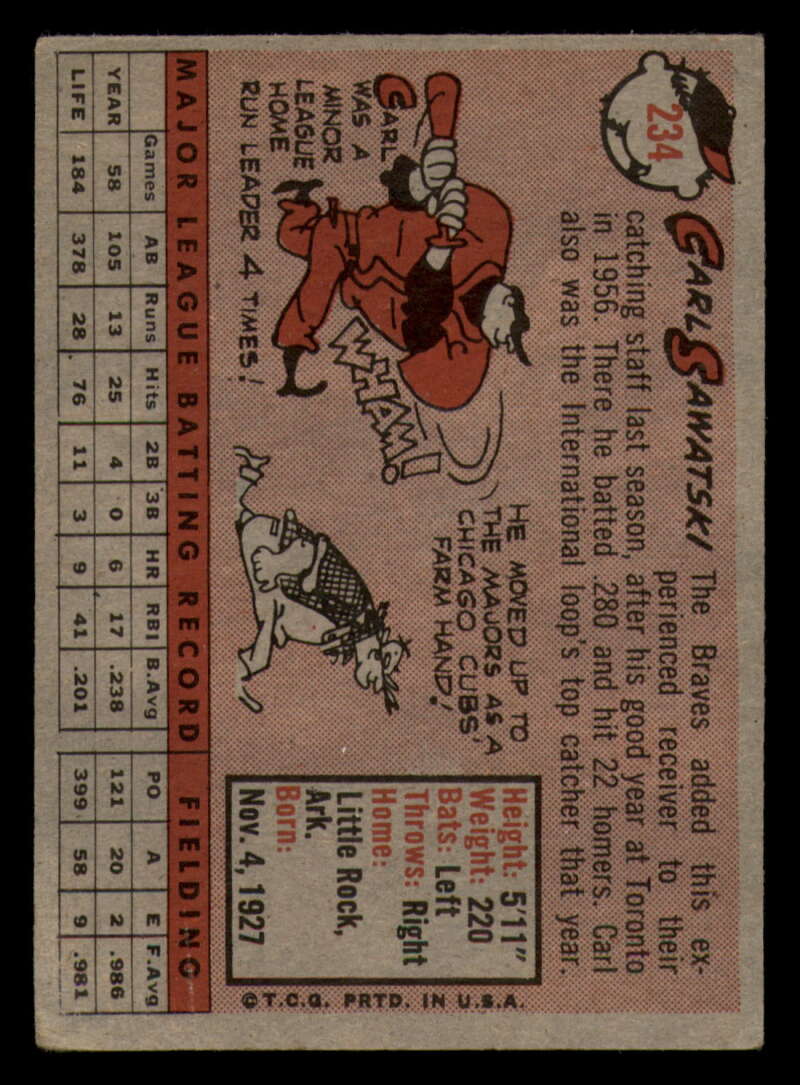 234
CARL SAWATSKI
The Braves added this ex-
perienced receiver to their
catching staff last season, after his good year at Toronto
in 1956. There he batted .280 and hit 22 homers. Carl
also was the International loop's top catcher that year.
CARL
WAS A
MINOR
LEAGUE
HOME
RUN LEADER 4 TIMES!
WHAM!
HE MOVED UP TO
THE MAJORS AS A
CHICAGO CUBS'
FARM HAND!
Height: 5'11"
Weight: 220
Bats: Left
Throws: Right
Home:
Little Rock,
Ark.
Born:
Nov. 4, 1927
©T.C.G. PRTD. IN U.S.A.
MAJOR LEAGUE BATTING RECORD FIELDING
Games AB Runs Hits 2B 3B HR RBI B.Avg PO A E F.Avg
YEAR 58 105 13 25 4 0 6 17 .238 121 20 2 .986
LIFE 184 378 28 76 11 3 9 41 .201 399 58 9 .981